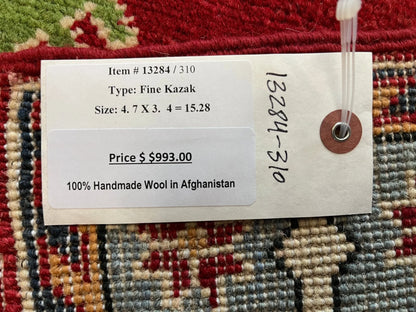 Item # 13284 / 310
Type: Fine Kazak
Size: 4. 7 X 3. 4 = 15.28
Price $ $993.00
100% Handmade Wool in Afghanistan
13284-310